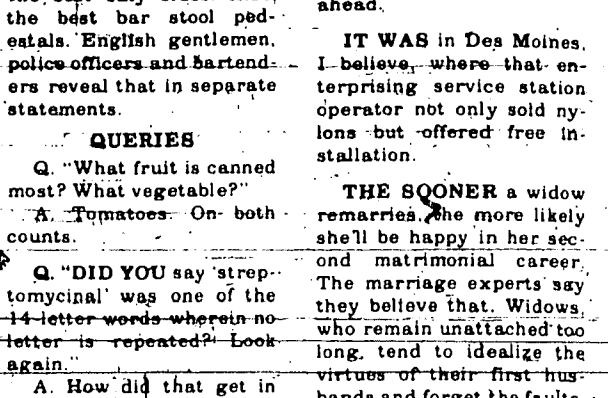 the best bar stool ped-
estals. English gentlemen,
police officers and bartend-
ers reveal that in separate
statements.
QUERIES
Q. "What fruit is canned
most? What vegetable?"
A. Tomatoes. On both
counts.
Q. "DID YOU say 'strep-
tomycinal' was one of the
14-letter words wherein no
letter is repeated? Look
again."
A. How did that get in
ahead.
IT WAS in Des Moines,
I believe, where that en-
terprising service station
operator not only sold ny-
lons but offered free in-
stallation.
THE SOONER a widow
remarries, the more likely
she'll be happy in her sec-
ond matrimonial career.
The marriage experts say
they believe that. Widows,
who remain unattached too
long, tend to idealize the
virtues of their first hus-
bands and forget the faults